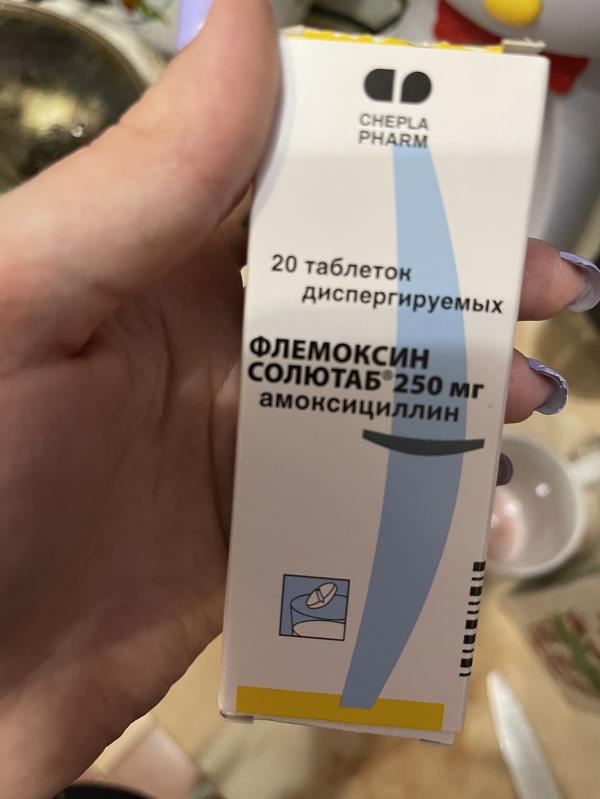 CHEPLA
PHARM
20 таблеток
диспергируемых
ФЛЕМОКСИН
СОЛЮТАБ® 250 мг
амоксициллин